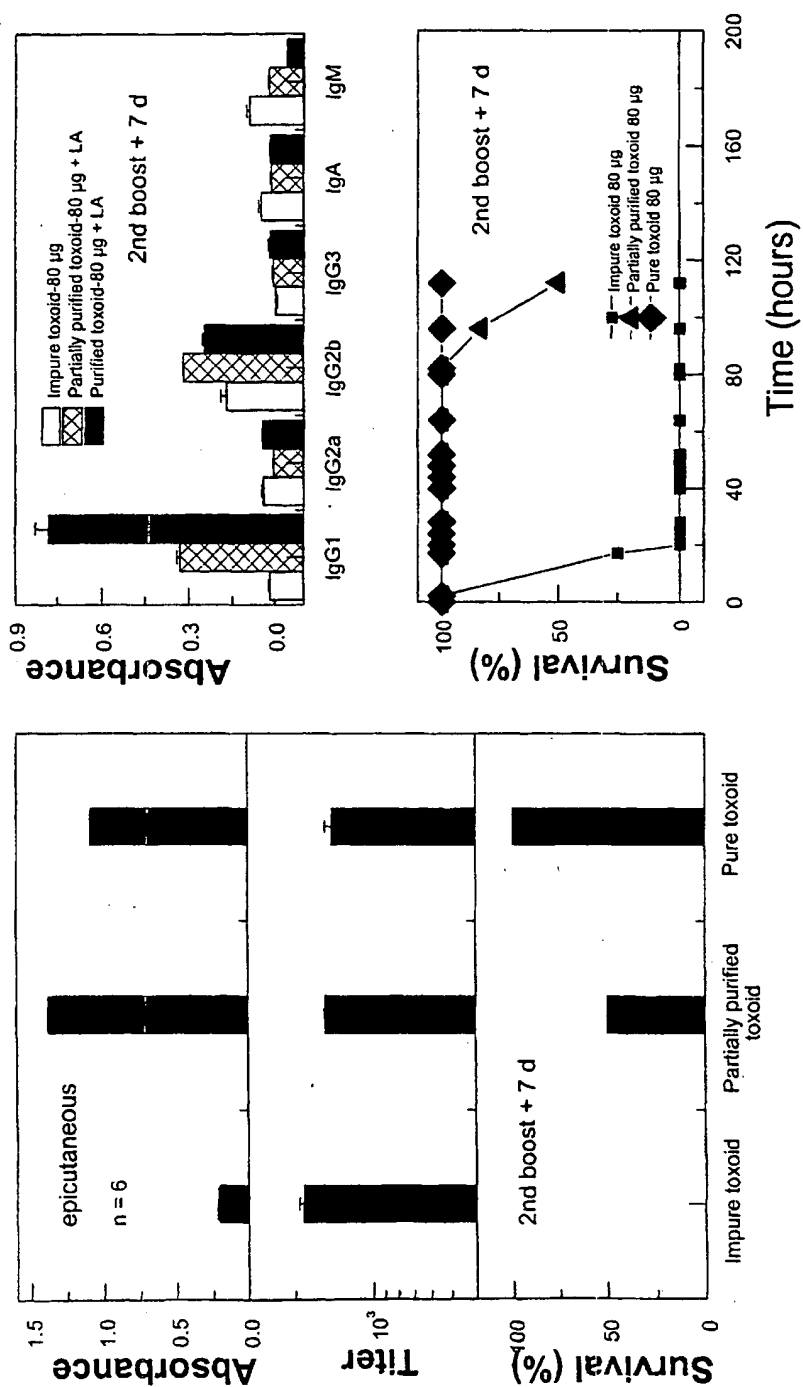 1.5
1.0
0.5
0.0
Absorbance
epicutaneous
n = 6
10³
Titer
100
50
0
Survival (%)
2nd boost + 7 d
Impure toxoid
Partially purified
toxoid
Pure toxoid
0.9
0.6
0.3
0.0
Absorbance
Impure toxoid-80 µg
Partially purified toxoid-80 µg + LA
Purified toxoid-80 µg + LA
2nd boost + 7 d
IgG1
IgG2a
IgG2b
IgG3
IgA
IgM
100
50
0
Survival (%)
2nd boost + 7 d
Impure toxoid 80 µg
Partially purified toxoid 80 µg
Pure toxoid 80 µg
0
40
80
120
160
200
Time (hours)